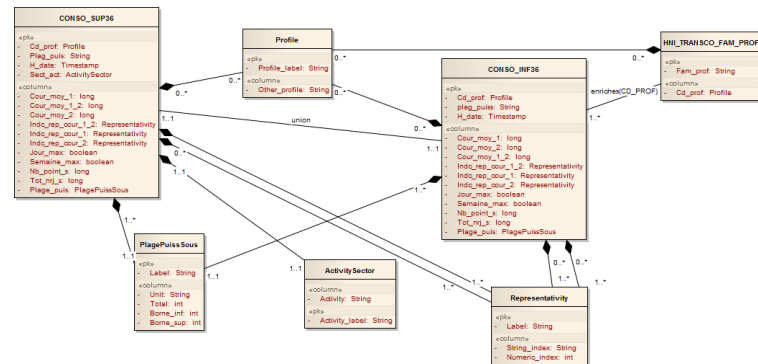 CONSO_SUP36
«pk»
- Cd_prof: Profile
- Plag_puis: String
- H_date: Timestamp
- Sect_act: ActivitySector
«column»
- Cour_moy_1: long
- Cour_moy_1_2: long
- Cour_moy_2: long
- Indc_rep_cour_1_2: Representativity
- Indc_rep_cour_1: Representativity
- Indc_rep_cour_2: Representativity
- Jour_max: boolean
- Semaine_max: boolean
- Nb_point_s: long
- Tot_nrj_s: long
- Plage_puis: PlagePuissSous
Profile
«pk»
- Profile_label: String
«column»
- Other_profile: String
CONSO_INF36
«pk»
- Cd_prof: Profile
- plag_puiss: String
- H_date: Timestamp
«column»
- Cour_moy_1: long
- Cour_moy_2: long
- Cour_moy_1_2: long
- Indc_rep_cour_1_2: Representativity
- Indc_rep_cour_1: Representativity
- Indc_rep_cour_2: Representativity
- Jour_max: boolean
- Semaine_max: boolean
- Nb_point_s: long
- Tot_nrj_s: long
- Plage_puis: PlagePuissSous
HNI_TRANSCO_FAM_PROF
«pk»
- Fam_prof: String
«column»
- Cd_prof: Profile
0..*
0..*
0..*
0..*
0..*
0..*
enriches(CD_PROF)
1..*
1..1
union
1..1
0..*
1..1
1..*
1..*
1..1
1..1
1..1
0..*
0..*
1..*
1..*
1..*
1..*
PlagePuissSous
«pk»
- Label: String
«column»
- Unit: String
- Total: int
- Borne_inf: int
- Borne_sup: int
ActivitySector
«column»
- Activity: String
«pk»
- Activity_label: String
Representativity
«pk»
- Label: String
«column»
- String_index: String
- Numeric_index: int